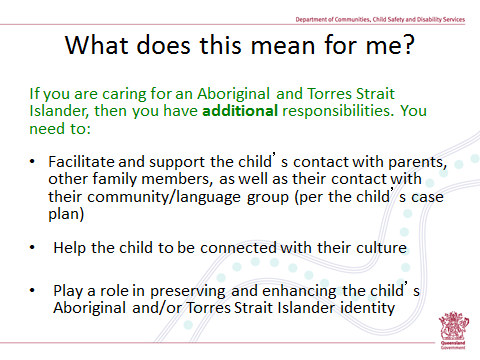 Department of Communities, Child Safety and Disability Services
What does this mean for me?
If you are caring for an Aboriginal and Torres Strait
Islander, then you have additional responsibilities. You
need to:
• Facilitate and support the child’s contact with parents,
other family members, as well as their contact with
their community/language group (per the child’s case
plan)
• Help the child to be connected with their culture
• Play a role in preserving and enhancing the child’s
Aboriginal and/or Torres Strait Islander identity
Queensland
Government